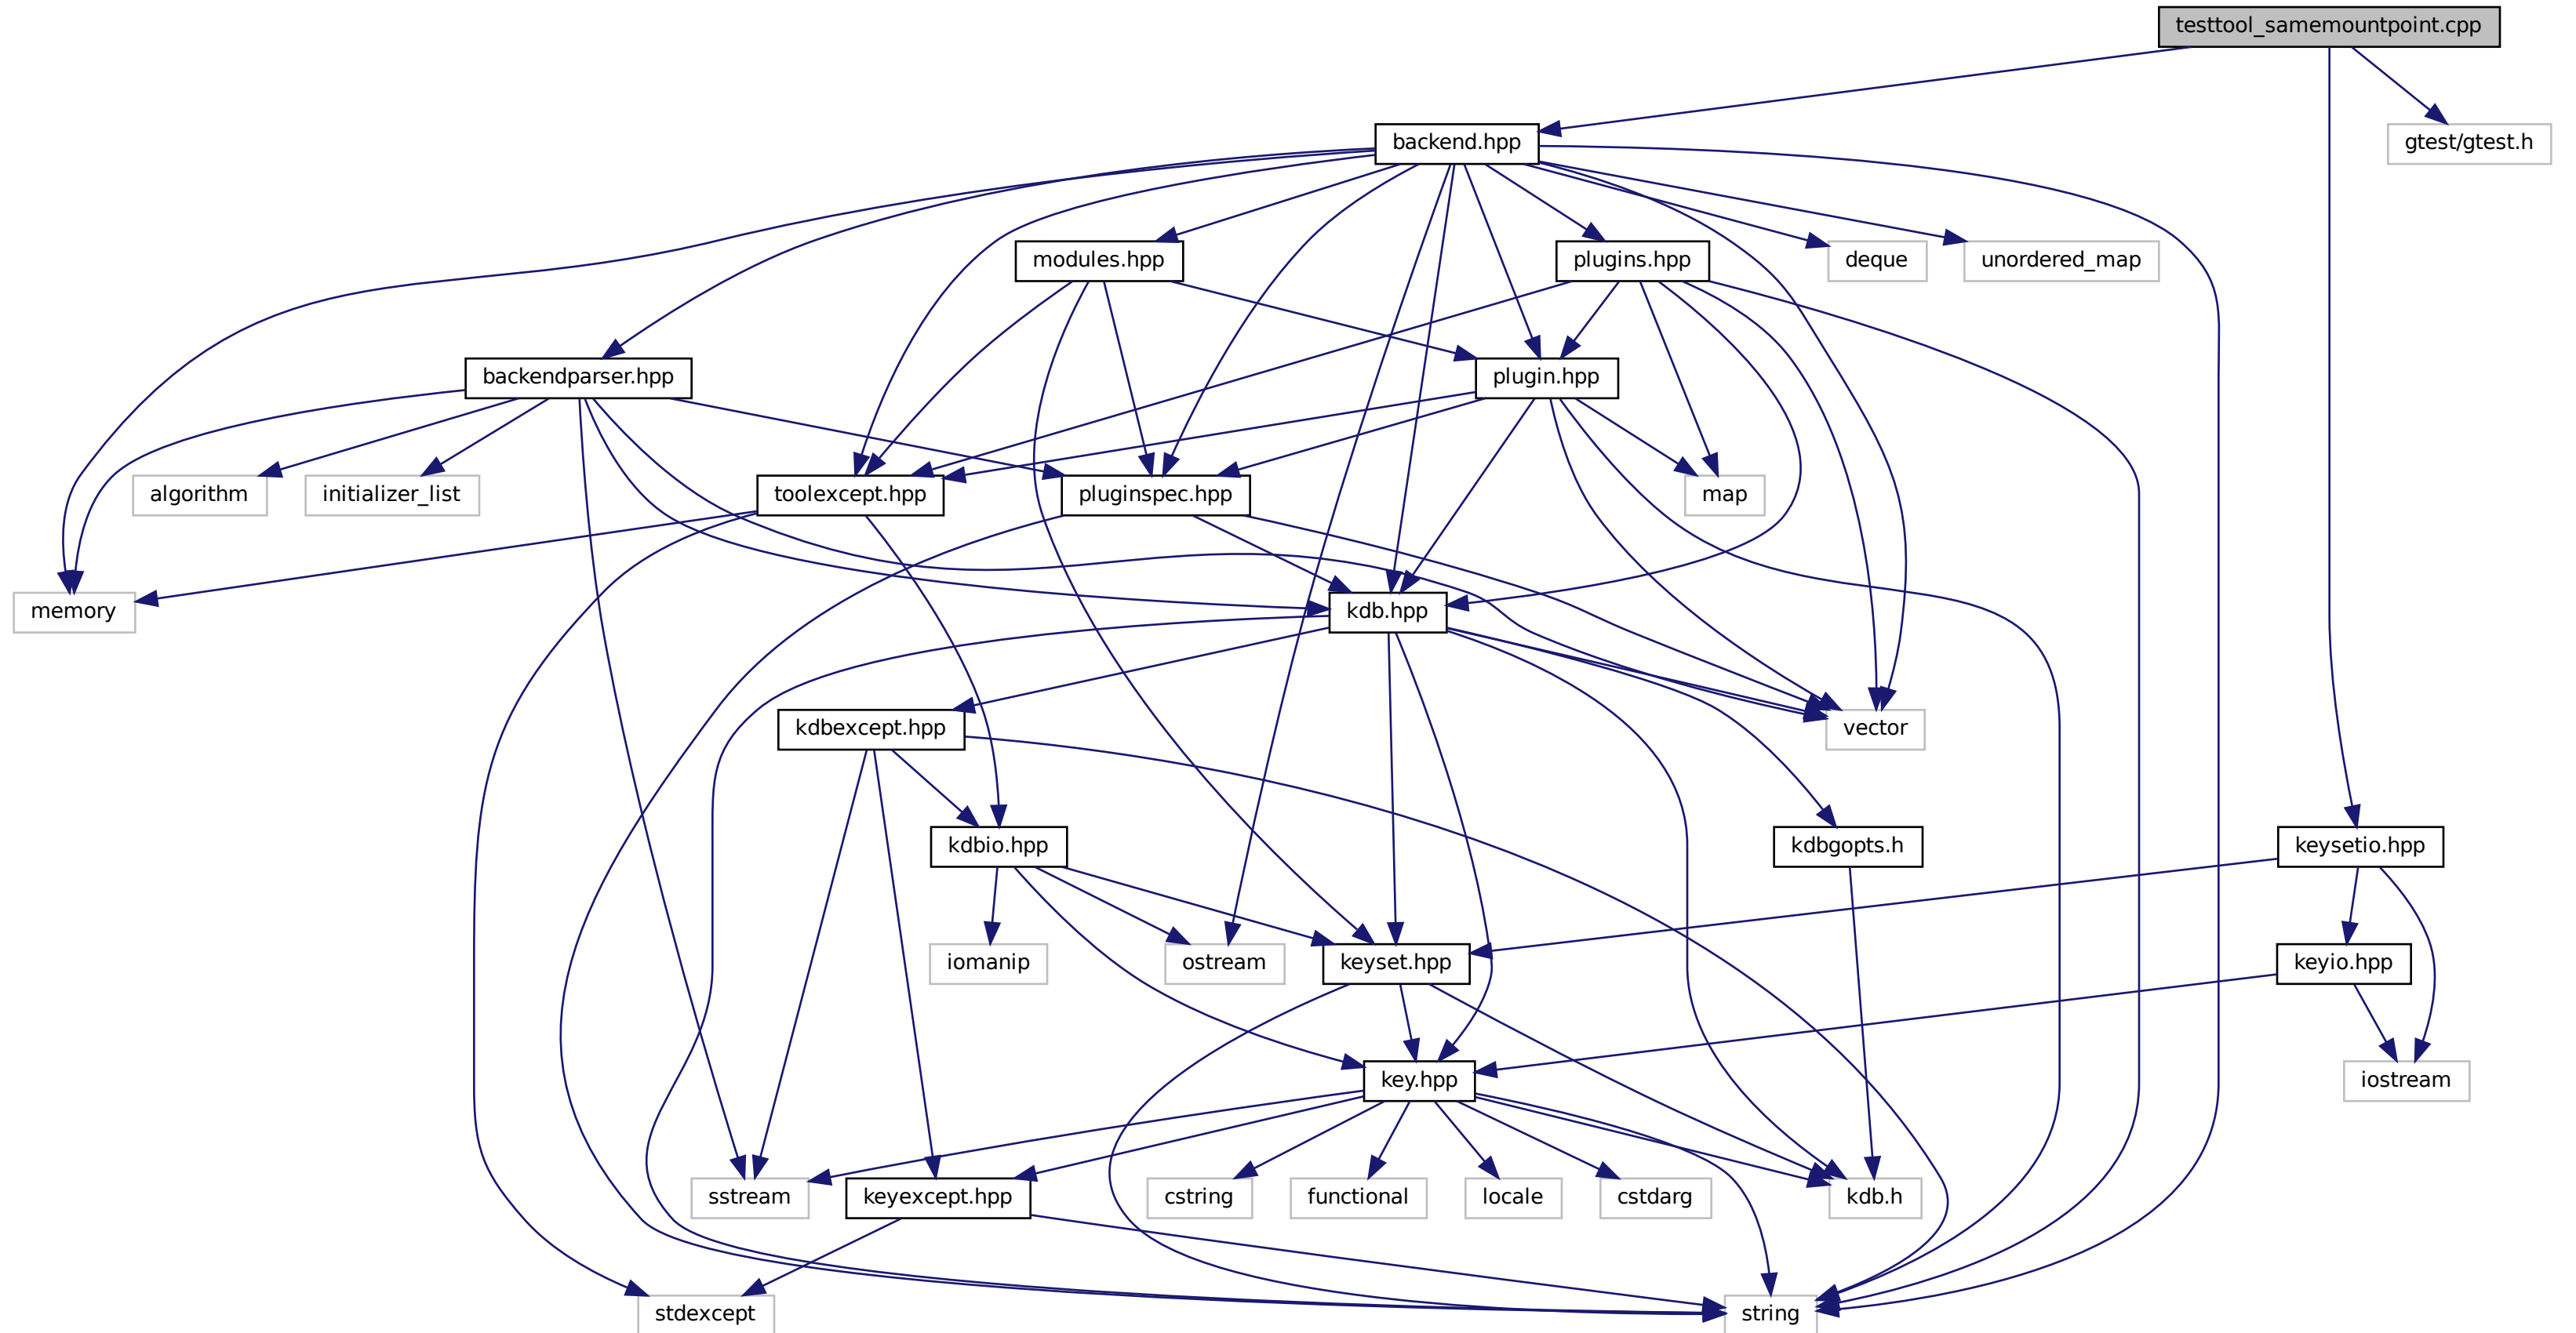 testtool_samemountpoint.cpp
backend.hpp
gtest/gtest.h
modules.hpp
plugins.hpp
deque
unordered_map
backendparser.hpp
plugin.hpp
algorithm
initializer_list
toolexcept.hpp
pluginspec.hpp
map
memory
kdb.hpp
kdbexcept.hpp
vector
kdbio.hpp
kdbgopts.h
keysetio.hpp
iomanip
ostream
keyset.hpp
keyio.hpp
key.hpp
iostream
sstream
keyexcept.hpp
cstring
functional
locale
cstdarg
kdb.h
stdexcept
string